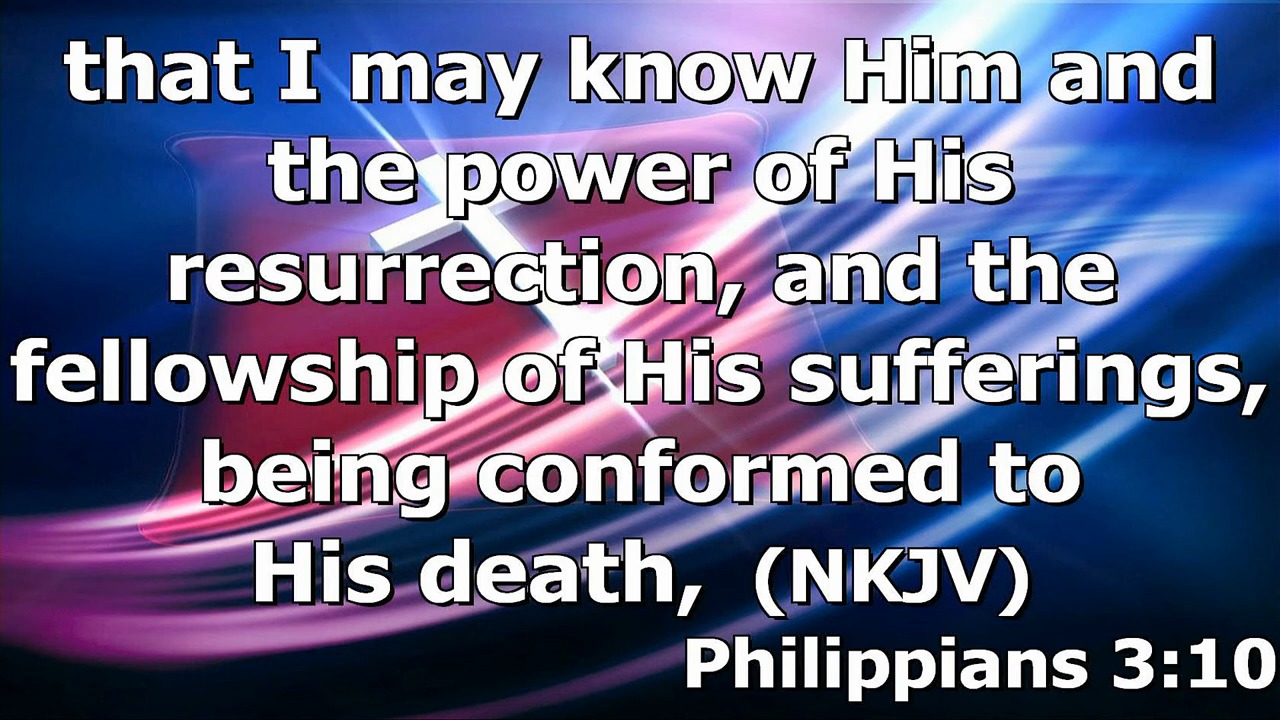 that I may know Him and
the power of His
resurrection, and the
fellowship of His sufferings,
being conformed to
His death, (NKJV)
Philippians 3:10